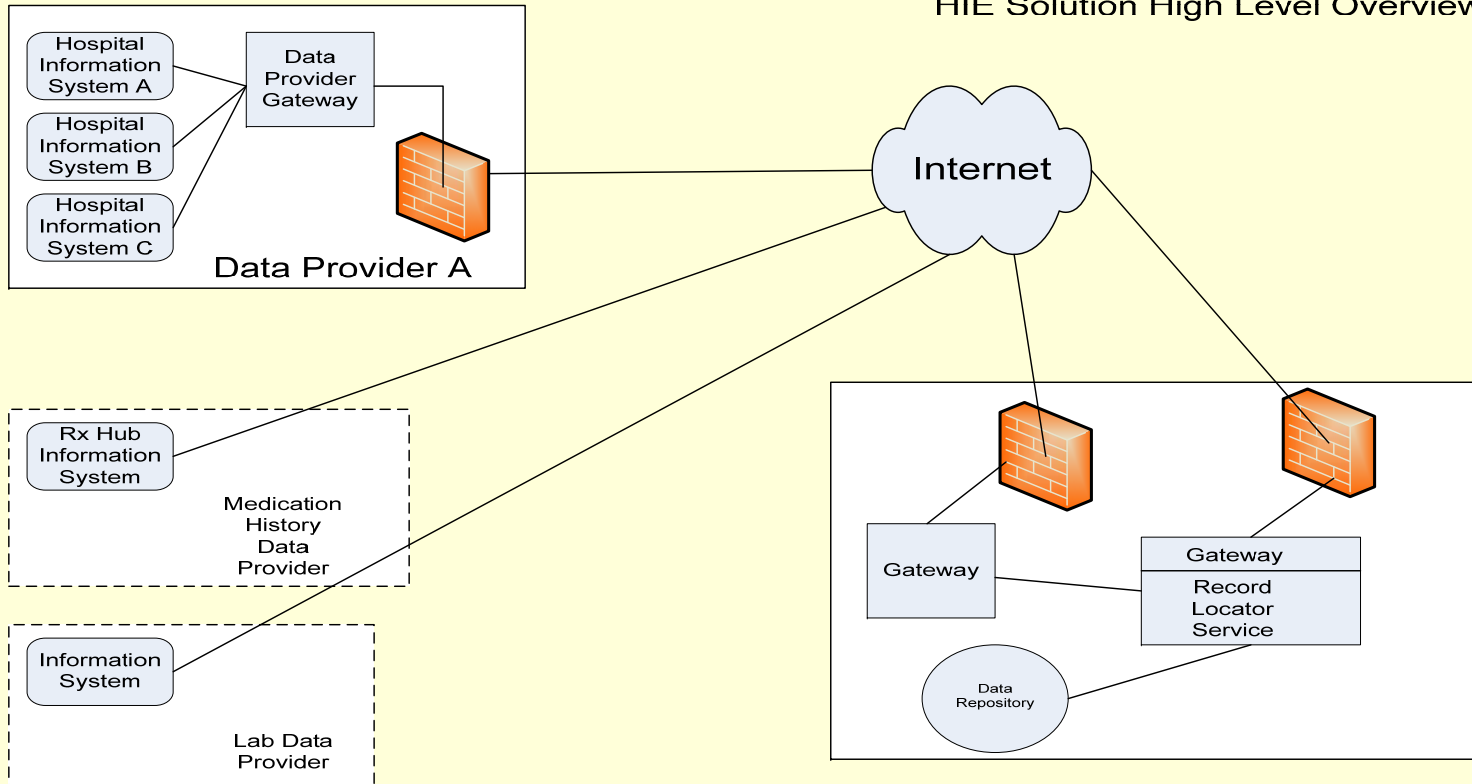 HIE Solution High Level Overview
Hospital
Information
System A
Data
Provider
Gateway
Hospital
Information
System B
Hospital
Information
System C
Data Provider A
Internet
Rx Hub
Information
System
Medication
History
Data
Provider
Information
System
Lab Data
Provider
Gateway
Gateway
Record
Locator
Service
Data
Repository